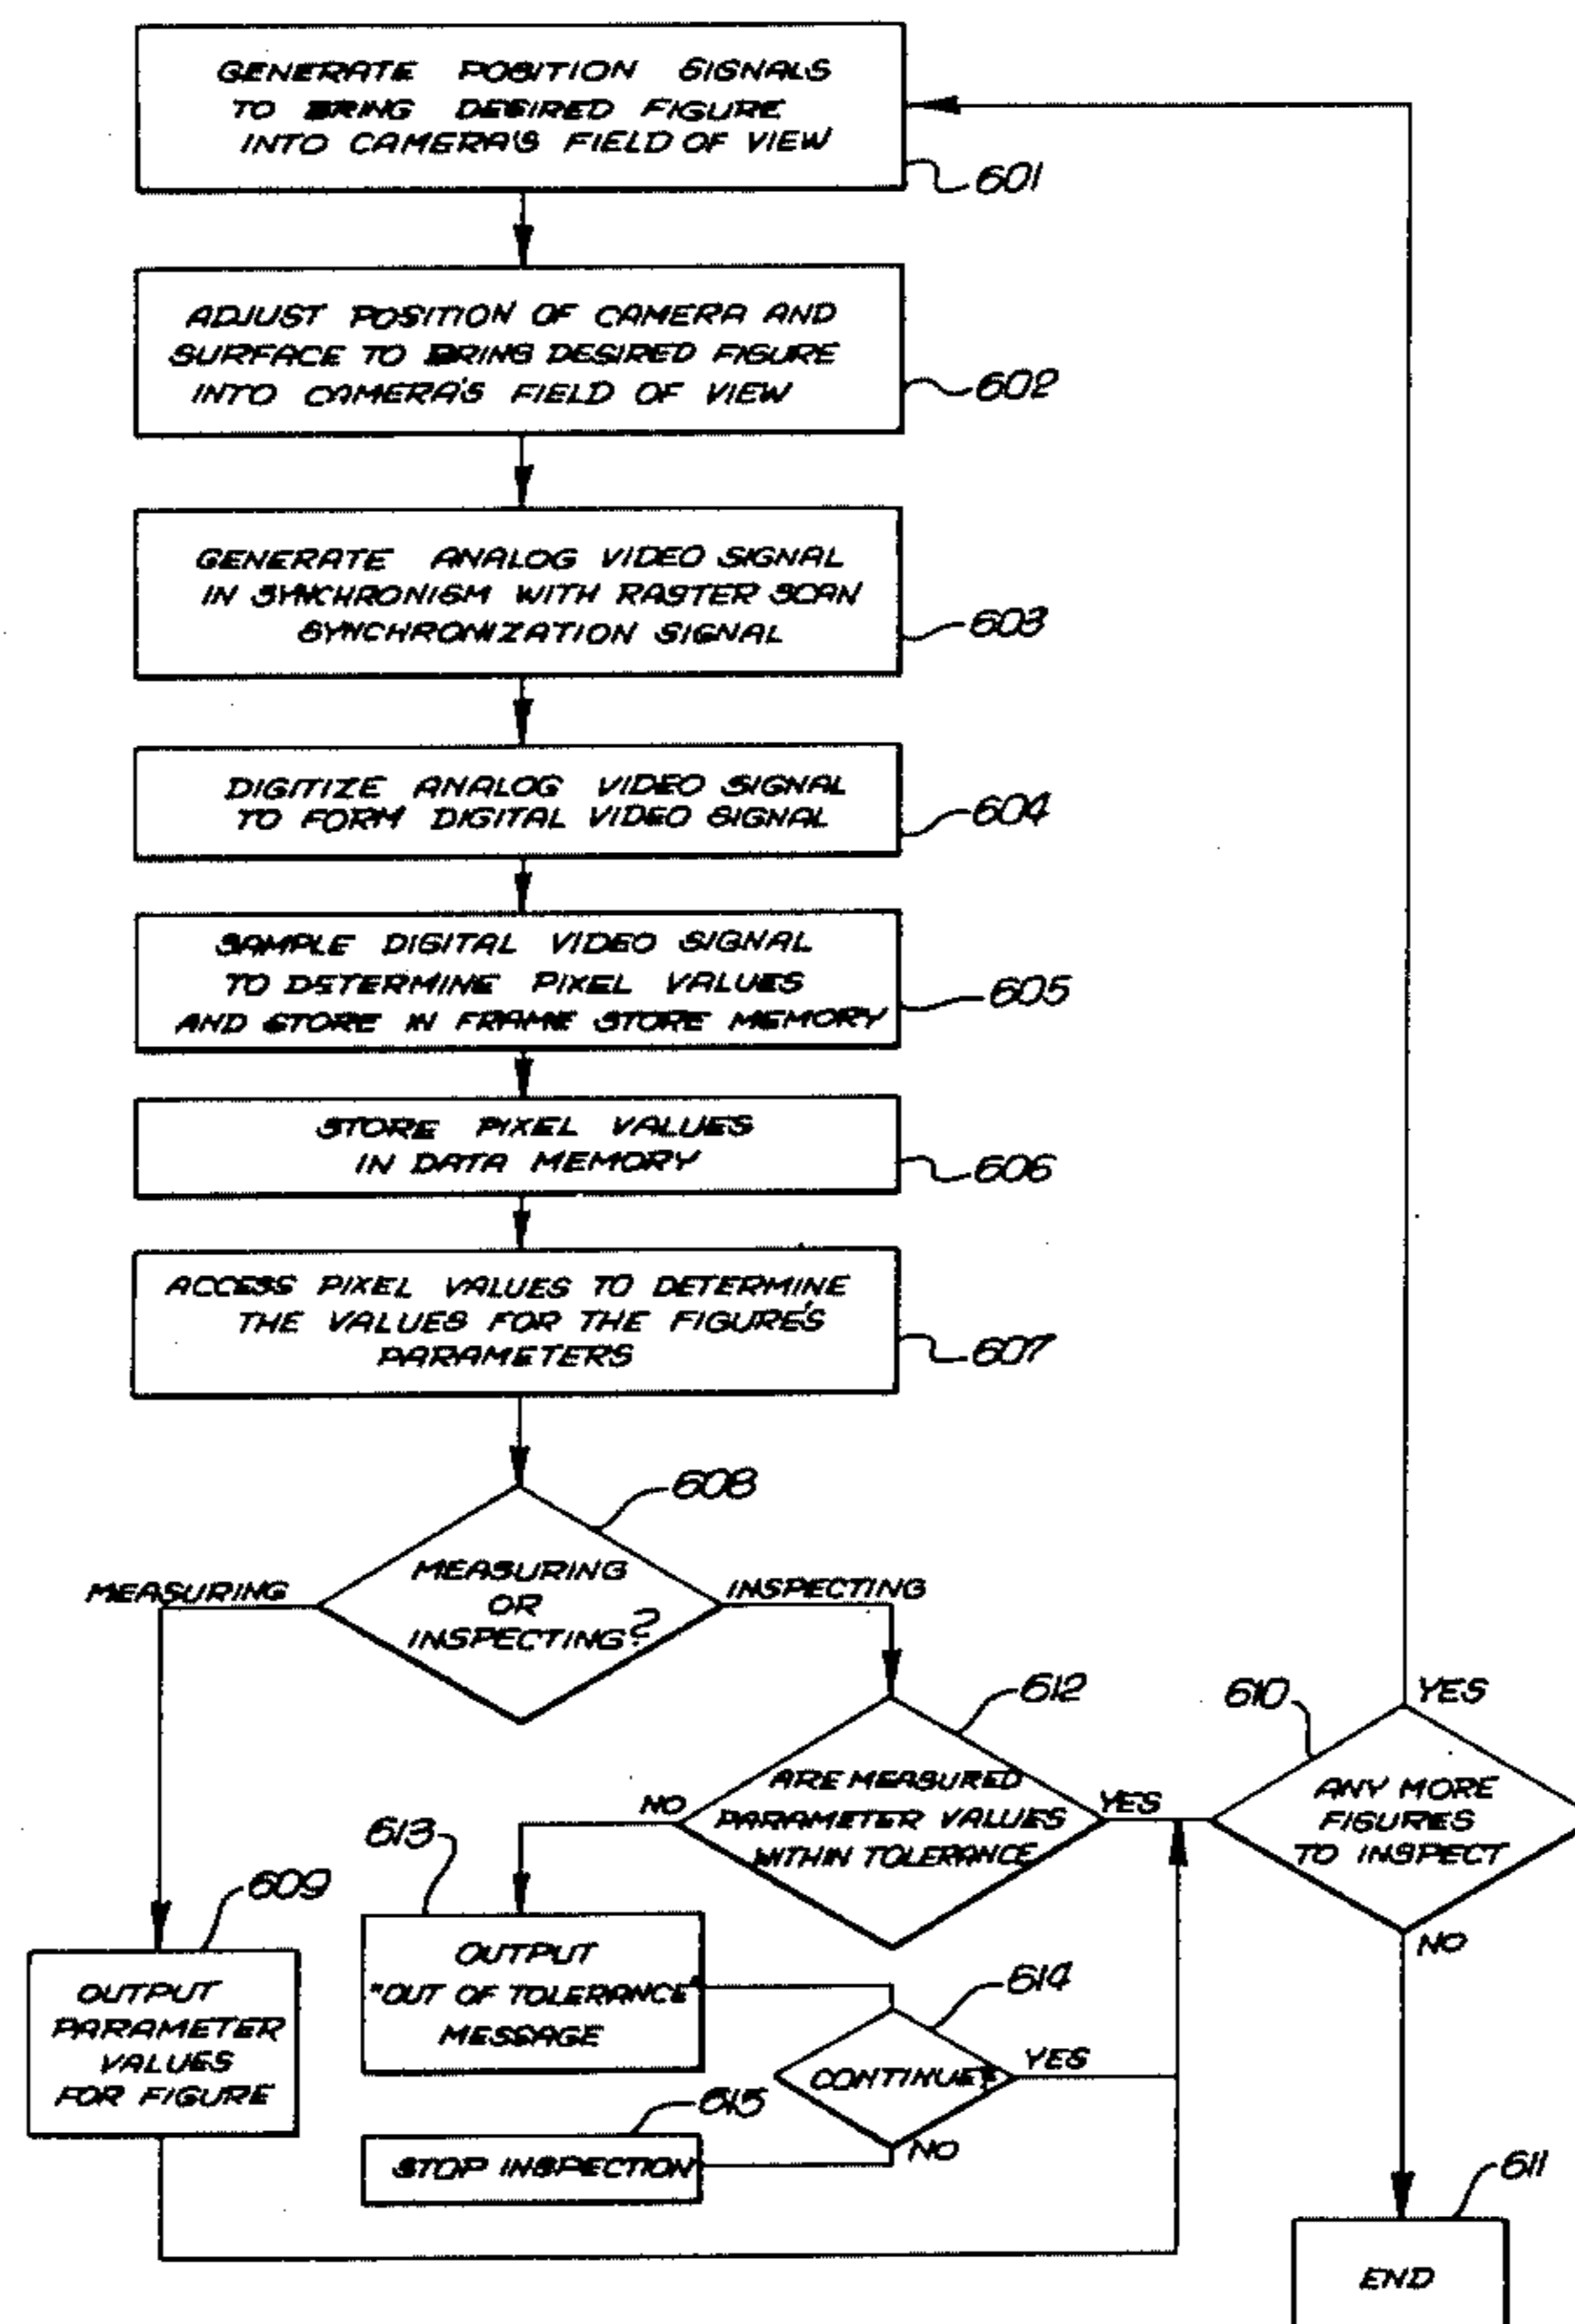 GENERATE POSITION SIGNALS
TO BRING DESIRED FIGURE
INTO CAMERA'S FIELD OF VIEW
601
ADJUST POSITION OF CAMERA AND
SURFACE TO BRING DESIRED FIGURE
INTO CAMERA'S FIELD OF VIEW
602
GENERATE ANALOG VIDEO SIGNAL
IN SYNCHRONISM WITH RASTER SCAN
SYNCHRONIZATION SIGNAL
603
DIGITIZE ANALOG VIDEO SIGNAL
TO FORM DIGITAL VIDEO SIGNAL
604
SAMPLE DIGITAL VIDEO SIGNAL
TO DETERMINE PIXEL VALUES
AND STORE IN FRAME STORE MEMORY
605
STORE PIXEL VALUES
IN DATA MEMORY
606
ACCESS PIXEL VALUES TO DETERMINE
THE VALUES FOR THE FIGURE'S
PARAMETERS
607
608
MEASURING
OR
INSPECTING?
MEASURING
INSPECTING
612
ARE MEASURED
PARAMETER VALUES
WITHIN TOLERANCE
NO
YES
610
YES
ANY MORE
FIGURES
TO INSPECT
NO
613
OUTPUT
"OUT OF TOLERANCE"
MESSAGE
609
OUTPUT
PARAMETER
VALUES
FOR FIGURE
614
CONTINUE?
YES
NO
615
STOP INSPECTION
611
END